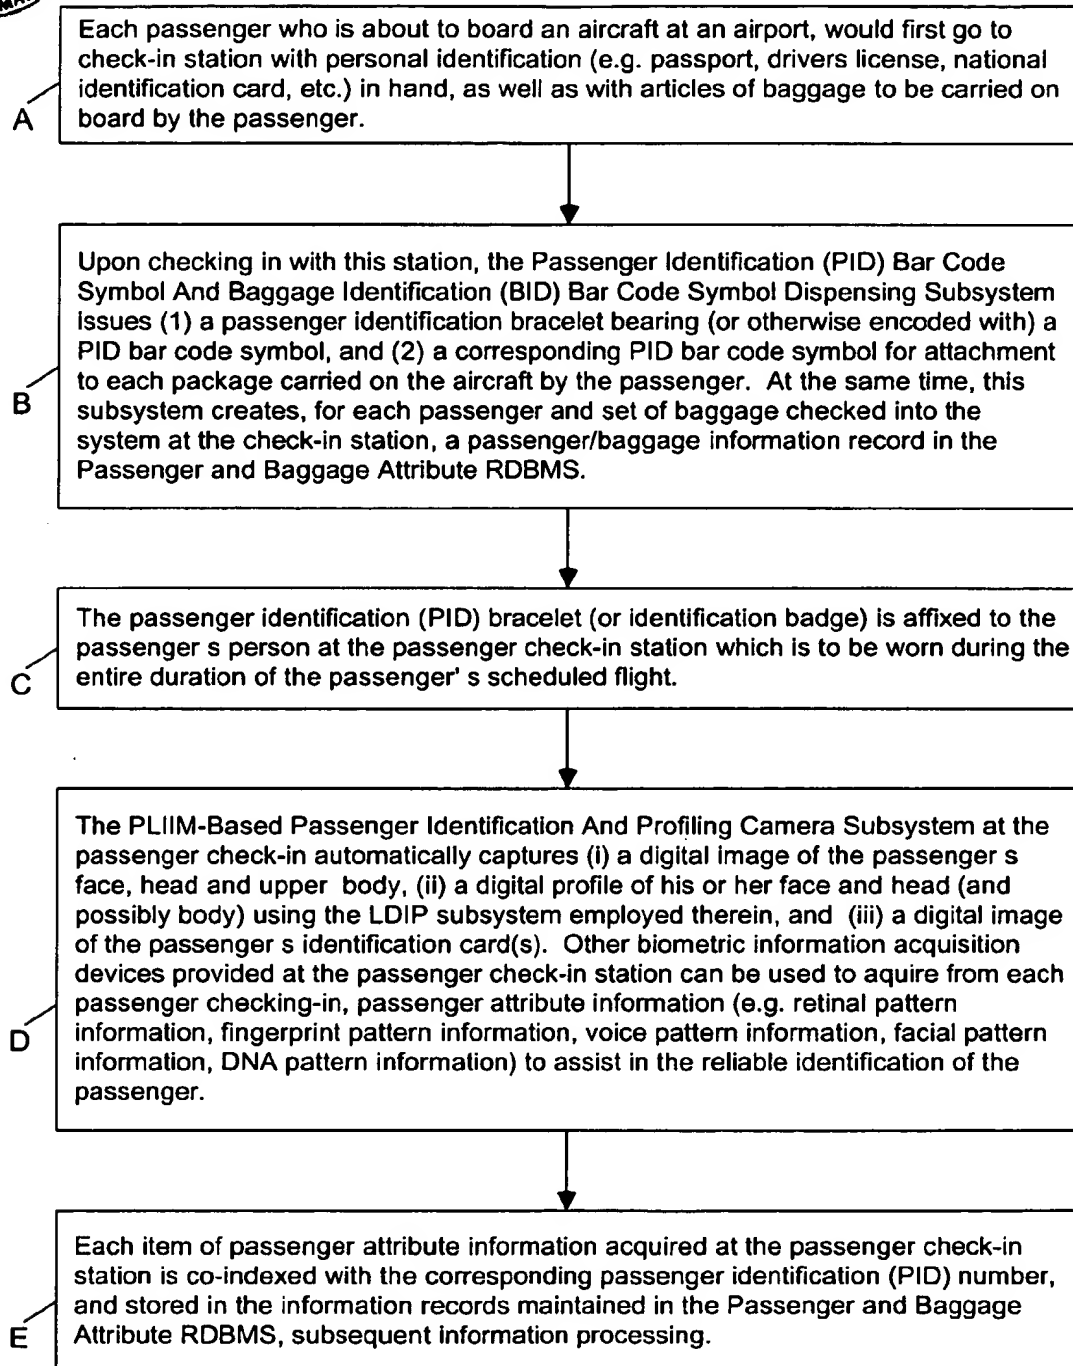 Each passenger who is about to board an aircraft at an airport, would first go to
check-in station with personal identification (e.g. passport, drivers license, national
identification card, etc.) in hand, as well as with articles of baggage to be carried on
board by the passenger.
A
Upon checking in with this station, the Passenger Identification (PID) Bar Code
Symbol And Baggage Identification (BID) Bar Code Symbol Dispensing Subsystem
issues (1) a passenger identification bracelet bearing (or otherwise encoded with) a
PID bar code symbol, and (2) a corresponding PID bar code symbol for attachment
to each package carried on the aircraft by the passenger. At the same time, this
subsystem creates, for each passenger and set of baggage checked into the
system at the check-in station, a passenger/baggage information record in the
Passenger and Baggage Attribute RDBMS.
B
The passenger identification (PID) bracelet (or identification badge) is affixed to the
passenger s person at the passenger check-in station which is to be worn during the
entire duration of the passenger' s scheduled flight.
C
The PLIIM-Based Passenger Identification And Profiling Camera Subsystem at the
passenger check-in automatically captures (i) a digital image of the passenger s
face, head and upper body, (ii) a digital profile of his or her face and head (and
possibly body) using the LDIP subsystem employed therein, and (iii) a digital image
of the passenger s identification card(s). Other biometric information acquisition
devices provided at the passenger check-in station can be used to aquire from each
passenger checking-in, passenger attribute information (e.g. retinal pattern
information, fingerprint pattern information, voice pattern information, facial pattern
information, DNA pattern information) to assist in the reliable identification of the
passenger.
D
Each item of passenger attribute information acquired at the passenger check-in
station is co-indexed with the corresponding passenger identification (PID) number,
and stored in the information records maintained in the Passenger and Baggage
Attribute RDBMS, subsequent information processing.
E